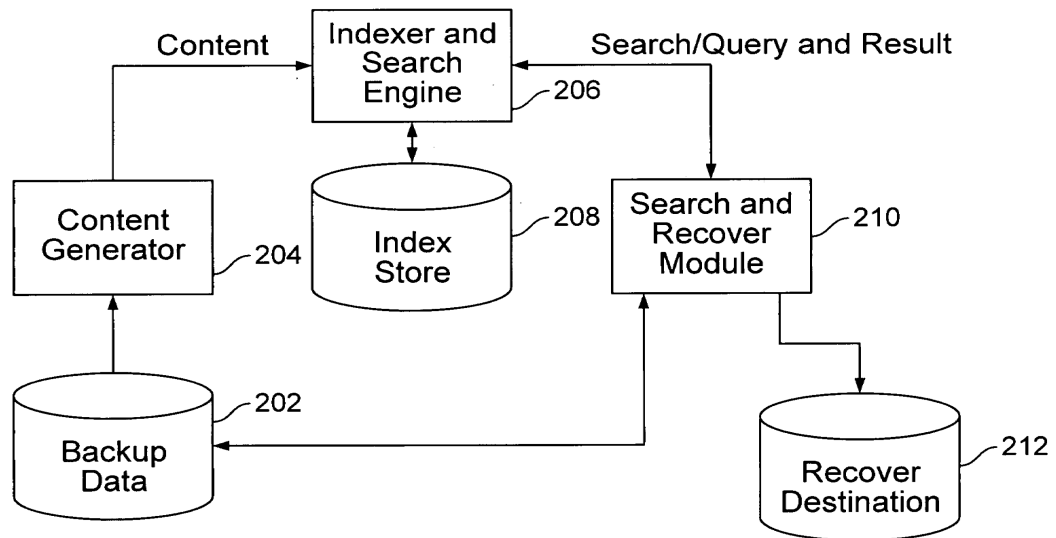 Content
Indexer and
Search
Engine
206
Search/Query and Result
Content
Generator
204
Index
Store
208
Search and
Recover
Module
210
Backup
Data
202
Recover
Destination
212